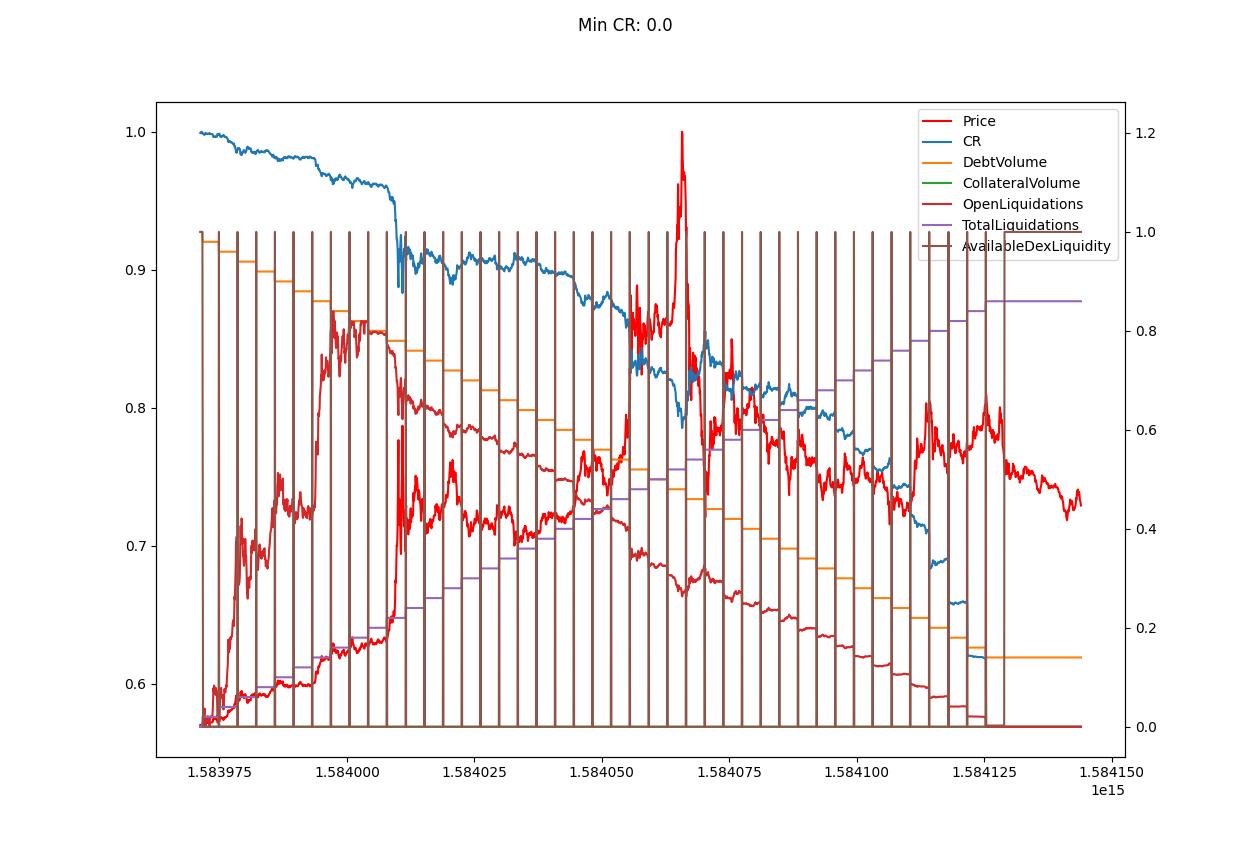 Min CR: 0.0
1.0
0.9
0.8
0.7
0.6
1.2
1.0
0.8
0.6
0.4
0.2
0.0
Price
CR
DebtVolume
CollateralVolume
OpenLiquidations
TotalLiquidations
AvailableDexLiquidity
1.583975 1.584000 1.584025 1.584050 1.584075 1.584100 1.584125 1.584150
1e15